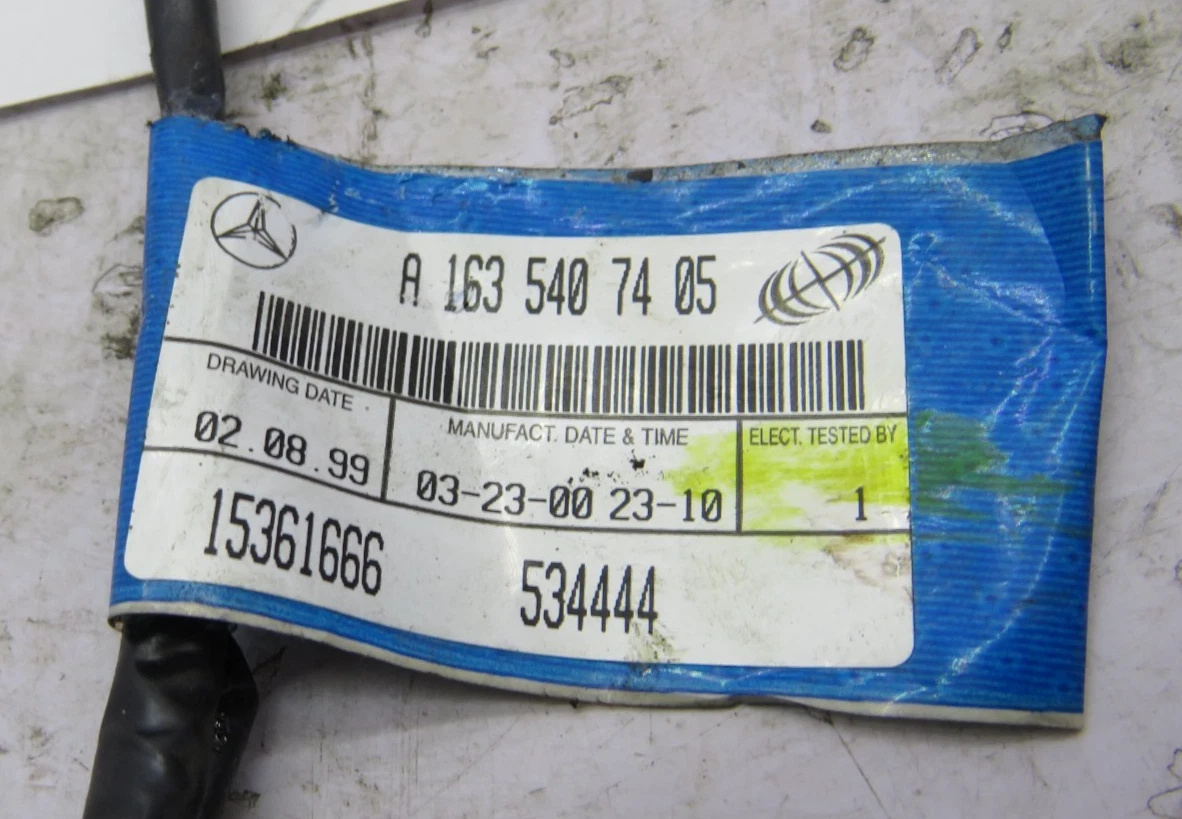 A 163 540 74 05
DRAWING DATE
02.08.99
MANUFACT. DATE & TIME
03-23-00 23-10
ELECT. TESTED BY
1
15361666
534444